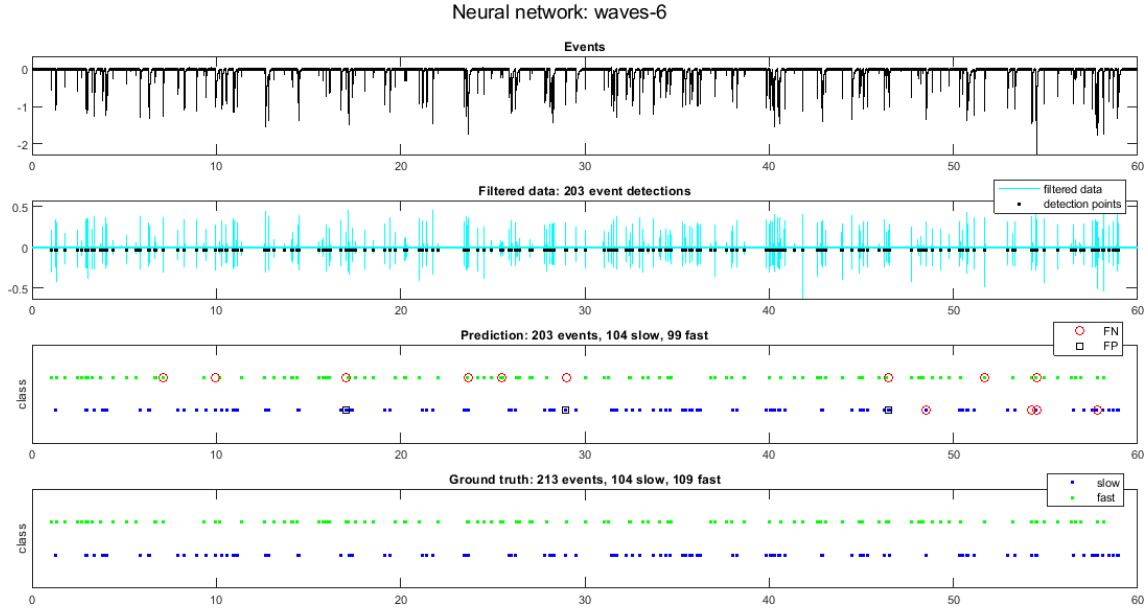 Neural network: waves-6
Events
0
-1
-2
0 10 20 30 40 50 60
Filtered data: 203 event detections
filtered data
detection points
0.5
0
-0.5
0 10 20 30 40 50 60
Prediction: 203 events, 104 slow, 99 fast
FN
FP
class
0 10 20 30 40 50 60
Ground truth: 213 events, 104 slow, 109 fast
slow
fast
class
0 10 20 30 40 50 60